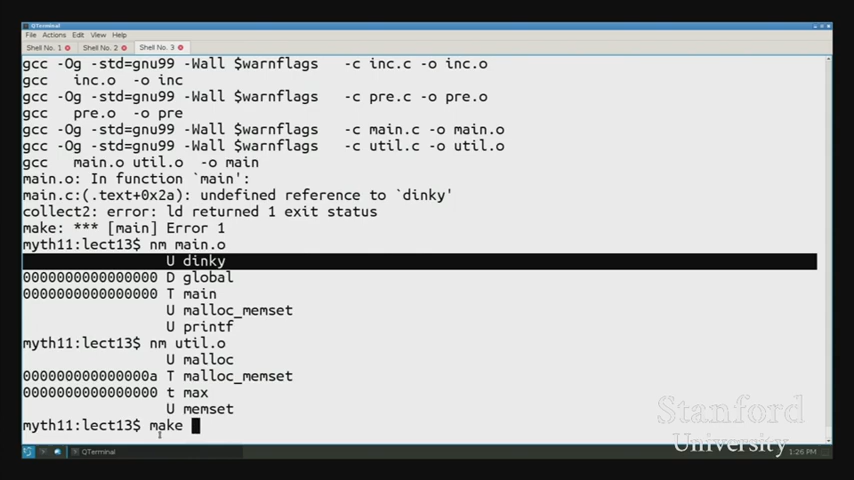 QTerminal
File Actions Edit View Help
Shell No. 1 Shell No. 2 Shell No. 3
gcc -Og -std=gnu99 -Wall $warnflags   -c inc.c -o inc.o
gcc   inc.o  -o inc
gcc -Og -std=gnu99 -Wall $warnflags   -c pre.c -o pre.o
gcc   pre.o  -o pre
gcc -Og -std=gnu99 -Wall $warnflags   -c main.c -o main.o
gcc -Og -std=gnu99 -Wall $warnflags   -c util.c -o util.o
gcc   main.o util.o  -o main
main.o: In function `main':
main.c:(.text+0x2a): undefined reference to `dinky'
collect2: error: ld returned 1 exit status
make: *** [main] Error 1
myth11:lect13$ nm main.o
U dinky
0000000000000000 D global
0000000000000000 T main
U malloc_memset
U printf
myth11:lect13$ nm util.o
U malloc
000000000000000a T malloc_memset
0000000000000000 t max
U memset
myth11:lect13$ make
Stanford
University
QTerminal
1:26 PM